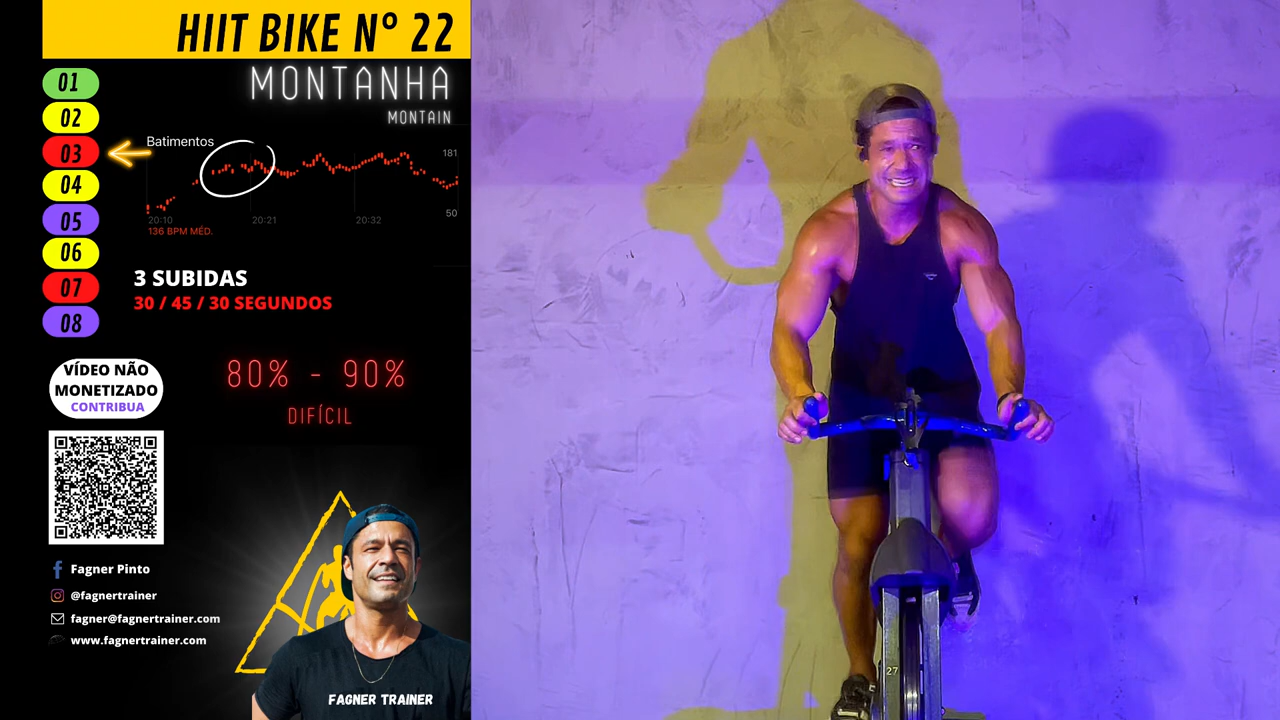 HIIT BIKE Nº 22
MONTANHA
MONTAIN
01
02
03
04
05
06
07
08
Batimentos
181
50
20:10
20:21
20:32
136 BPM MÉD.
3 SUBIDAS
30 / 45 / 30 SEGUNDOS
80% - 90%
DIFÍCIL
VÍDEO NÃO
MONETIZADO
CONTRIBUA
Fagner Pinto
@fagnertrainer
fagner@fagnertrainer.com
www.fagnertrainer.com
FAGNER TRAINER
27